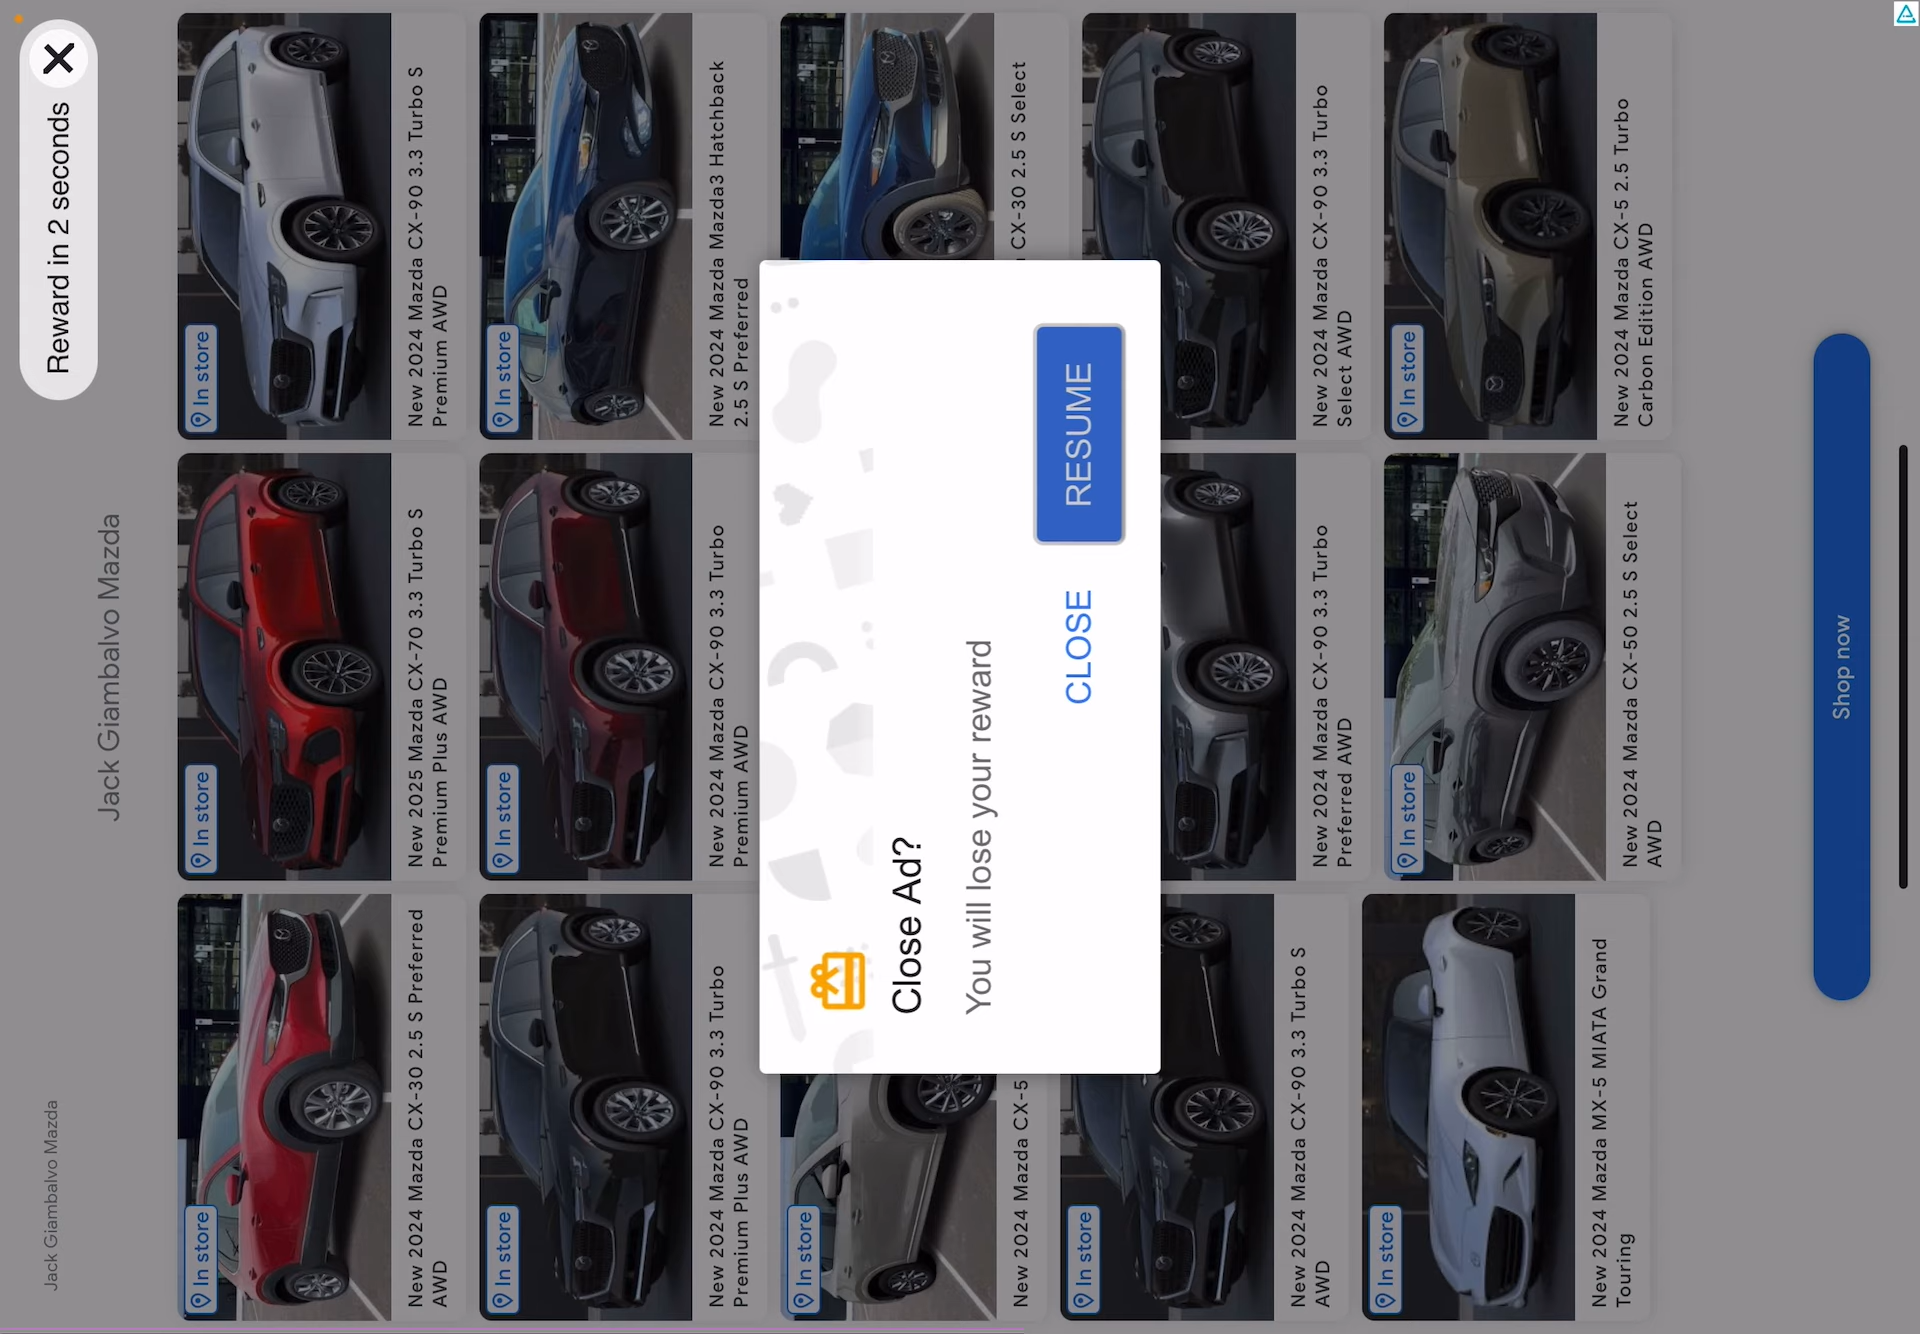 Reward in 2 seconds
Jack Giambalvo Mazda
Jack Giambalvo Mazda
In store
New 2024 Mazda CX-30 2.5 S Preferred
AWD
In store
New 2025 Mazda CX-70 3.3 Turbo S
Premium Plus AWD
New 2024 Mazda CX-90 3.3 Turbo S
Premium AWD
In store
In store
New 2024 Mazda CX-90 3.3 Turbo
Premium Plus AWD
In store
New 2024 Mazda CX-90 3.3 Turbo
Premium AWD
In store
New 2024 Mazda Mazda3 Hatchback
2.5 S Preferred
In store
New 2024 Mazda CX-5
CX-30 2.5 S Select
Close Ad?
You will lose your reward
CLOSE
RESUME
In store
New 2024 Mazda CX-90 3.3 Turbo S
AWD
New 2024 Mazda CX-90 3.3 Turbo
Preferred AWD
New 2024 Mazda CX-90 3.3 Turbo
Select AWD
In store
New 2024 Mazda MX-5 MIATA Grand
Touring
In store
New 2024 Mazda CX-50 2.5 S Select
AWD
In store
New 2024 Mazda CX-5 2.5 Turbo
Carbon Edition AWD
Shop now